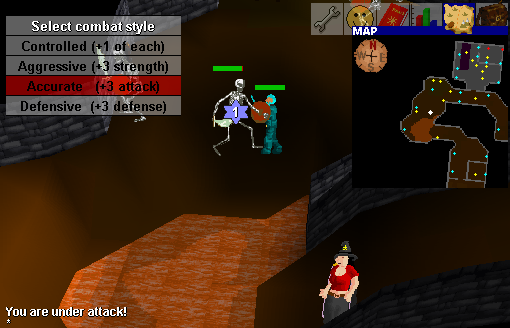 Select combat style
Controlled (+1 of each)
Aggressive (+3 strength)
Accurate (+3 attack)
Defensive (+3 defense)
MAP
N
W E
S
1
You are under attack!
*